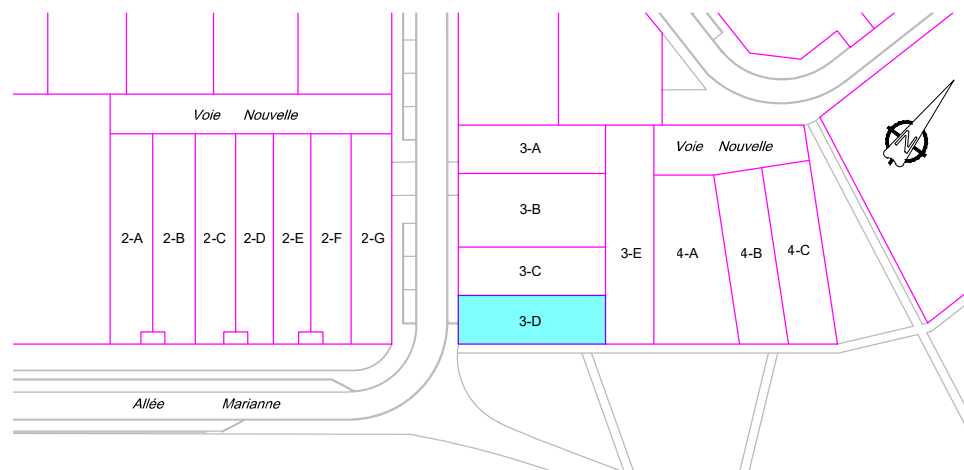 Voie Nouvelle
3-A
Voie Nouvelle
N
3-B
2-A 2-B 2-C 2-D 2-E 2-F 2-G
3-E 4-A 4-B 4-C
3-C
3-D
Allée Marianne